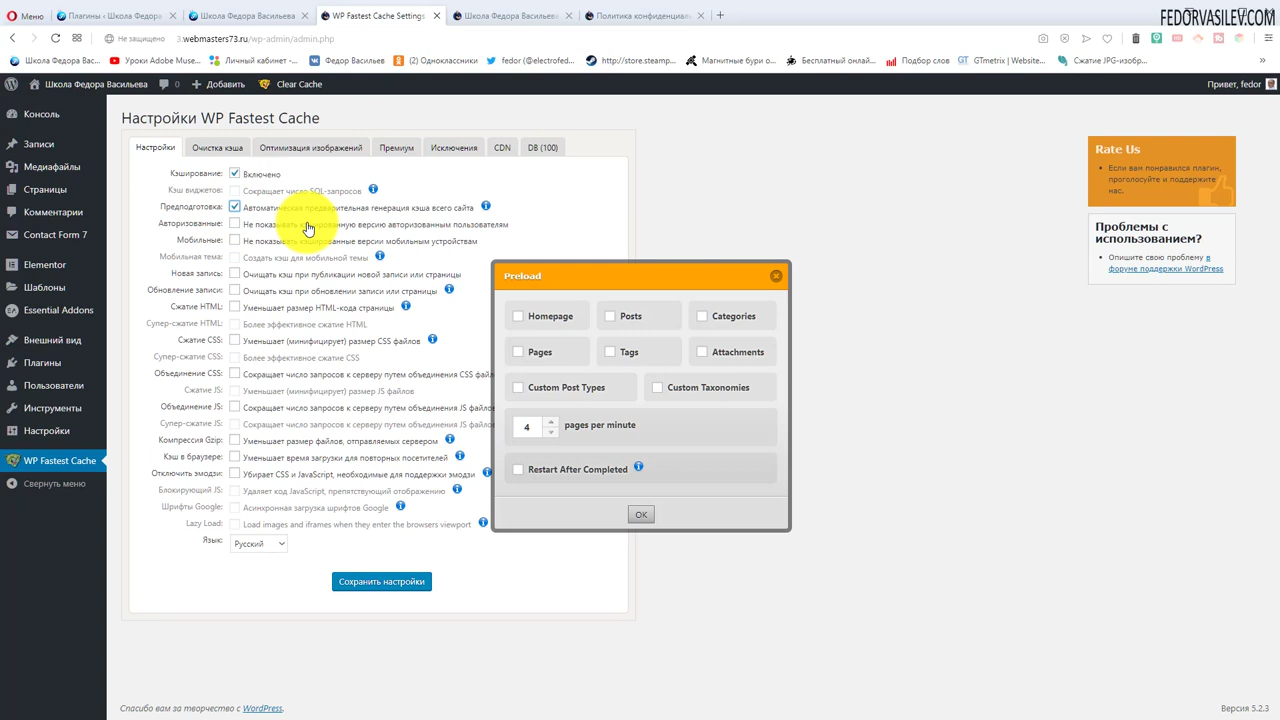 Меню
Плагины ‹ Школа Федора
Школа Федора Васильева
WP Fastest Cache Settings
Школа Федора Васильева
Политика конфиденциаль
FEDORVASILEV.COM
Не защищено
3.webmasters73.ru/wp-admin/admin.php
Школа Федора Вас...
Уроки Adobe Muse...
Личный кабинет -...
Федор Васильев
(2) Одноклассники
fedor (@electrofed...
http://store.steamp...
Магнитные бури о...
Бесплатный онлай...
Подбор слов
GTmetrix | Website...
Сжатие JPG-изобр...
Школа Федора Васильева
0
Добавить
Clear Cache
Привет, fedor
Консоль
Записи
Медиафайлы
Страницы
Комментарии
Contact Form 7
Elementor
Шаблоны
Essential Addons
Внешний вид
Плагины
Пользователи
Инструменты
Настройки
WP Fastest Cache
Свернуть меню
Настройки WP Fastest Cache
Настройки
Очистка кэша
Оптимизация изображений
Премиум
Исключения
CDN
DB (100)
Кэширование: Включено
Кэш виджетов: Сокращает число SQL-запросов
Предподготовка: Автоматическая предварительная генерация кэша всего сайта
Авторизованные: Не показывать кэшированную версию авторизованным пользователям
Мобильные: Не показывать кэшированные версии мобильным устройствам
Мобильная тема: Создать кэш для мобильной темы
Новая запись: Очищать кэш при публикации новой записи или страницы
Обновление записи: Очищать кэш при обновлении записи или страницы
Сжатие HTML: Уменьшает размер HTML-кода страницы
Супер-сжатие HTML: Более эффективное сжатие HTML
Сжатие CSS: Уменьшает (минифицирует) размер CSS файлов
Супер-сжатие CSS: Более эффективное сжатие CSS
Объединение CSS: Сокращает число запросов к серверу путем объединения CSS фай
Сжатие JS: Уменьшает (минифицирует) размер JS файлов
Объединение JS: Сокращает число запросов к серверу путем объединения JS файлов
Супер-сжатие JS: Сокращает число запросов к серверу путем объединения JS файлов
Компрессия Gzip: Уменьшает размер файлов, отправляемых сервером
Кэш в браузере: Уменьшает время загрузки для повторных посетителей
Отключить эмодзи: Убирает CSS и JavaScript, необходимые для поддержки эмодзи
Блокирующий JS: Удаляет код JavaScript, препятствующий отображению
Шрифты Google: Асинхронная загрузка шрифтов Google
Lazy Load: Load images and iframes when they enter the browsers viewport
Язык: Русский
Сохранить настройки
Preload
Homepage
Posts
Categories
Pages
Tags
Attachments
Custom Post Types
Custom Taxonomies
4 pages per minute
Restart After Completed
OK
Rate Us
Если вам понравился плагин,
проголосуйте и поддержите
нас.
Проблемы с
использованием?
Опишите свою проблему в
форуме поддержки WordPress
Спасибо вам за творчество с WordPress.
Версия 5.2.3